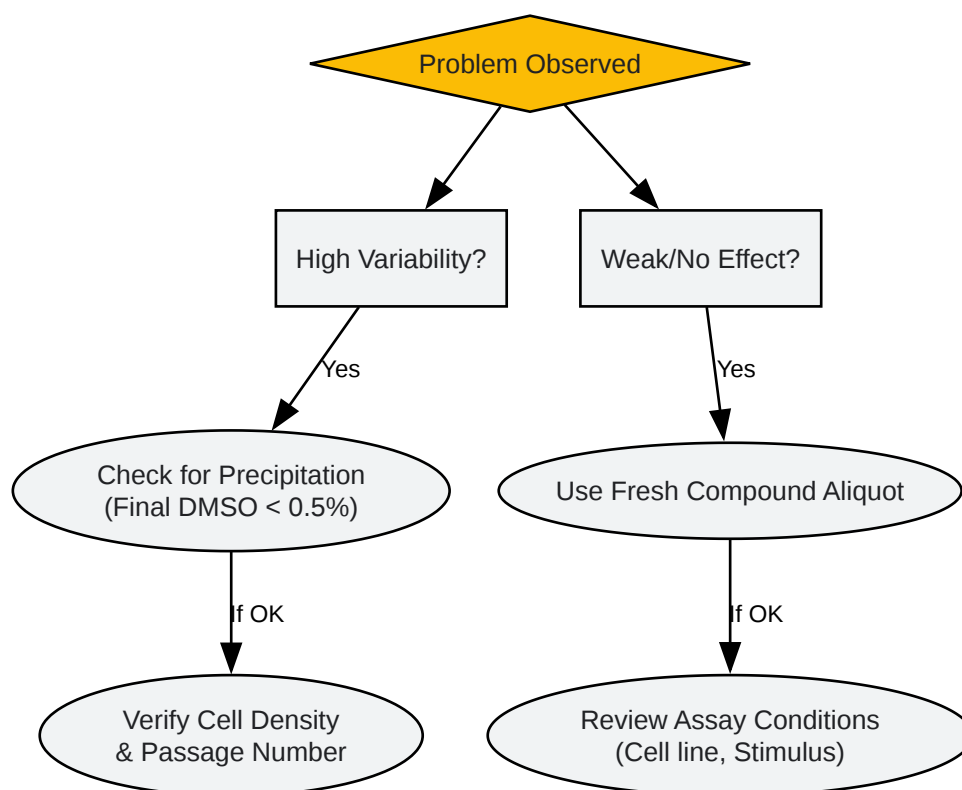 Problem Observed
High Variability?
Weak/No Effect?
Yes
Yes
Check for Precipitation
(Final DMSO < 0.5%)
Use Fresh Compound Aliquot
If OK
If OK
Verify Cell Density
& Passage Number
Review Assay Conditions
(Cell line, Stimulus)